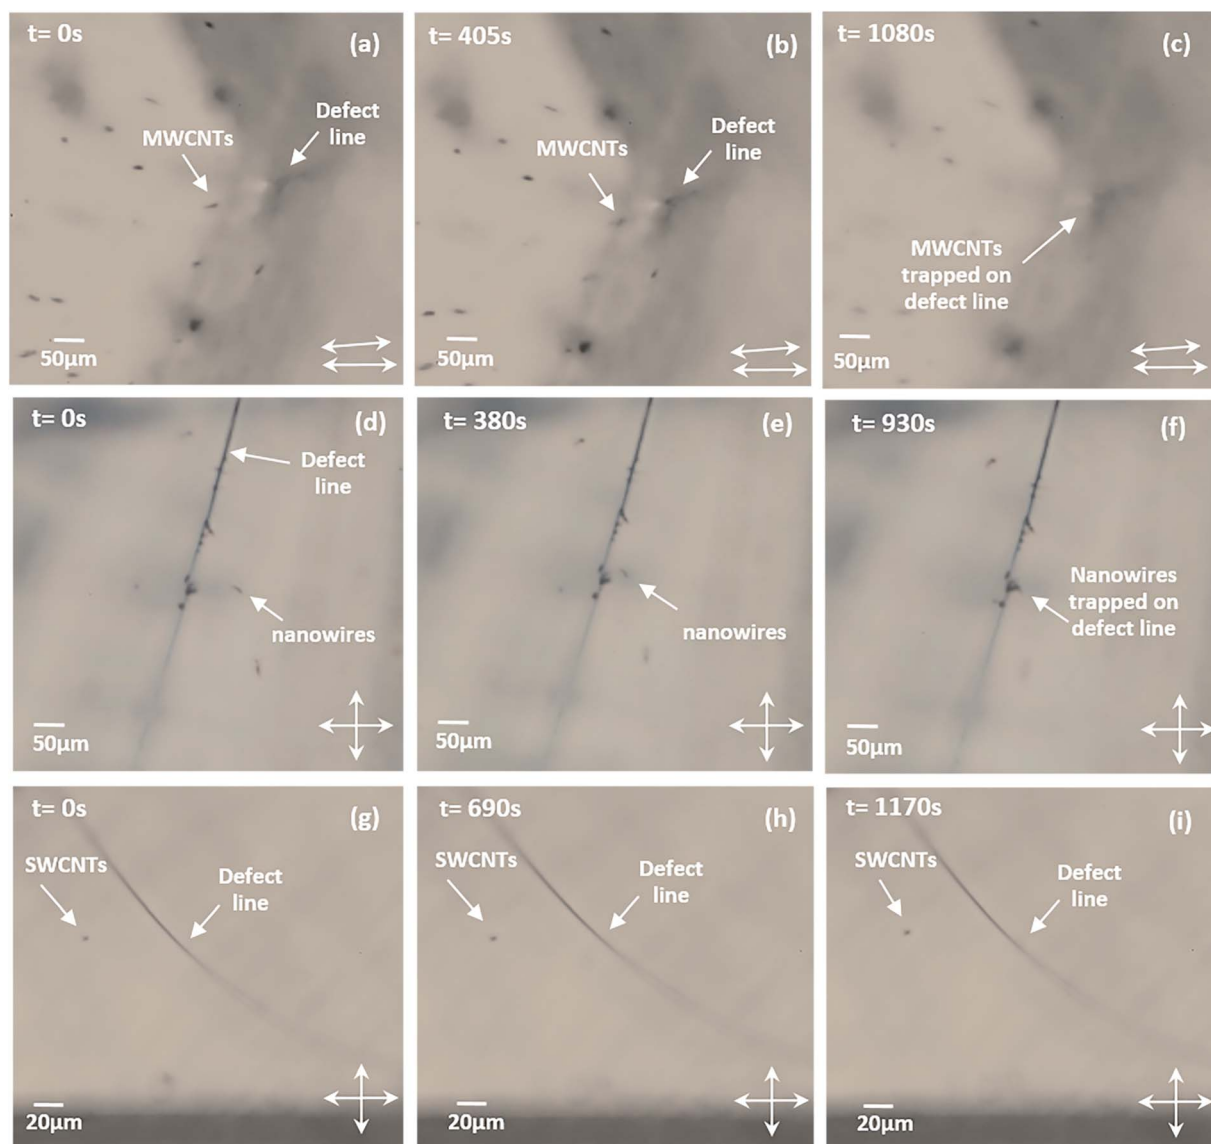 t= 0s
(a)
MWCNTs
Defect
line
50µm
t= 405s
(b)
MWCNTs
Defect
line
50µm
t= 1080s
(c)
MWCNTs
trapped on
defect line
50µm
t= 0s
(d)
Defect
line
nanowires
50µm
t= 380s
(e)
nanowires
50µm
t= 930s
(f)
Nanowires
trapped on
defect line
50µm
t= 0s
(g)
SWCNTs
Defect
line
20µm
t= 690s
(h)
SWCNTs
Defect
line
20µm
t= 1170s
(i)
SWCNTs
Defect
line
20µm